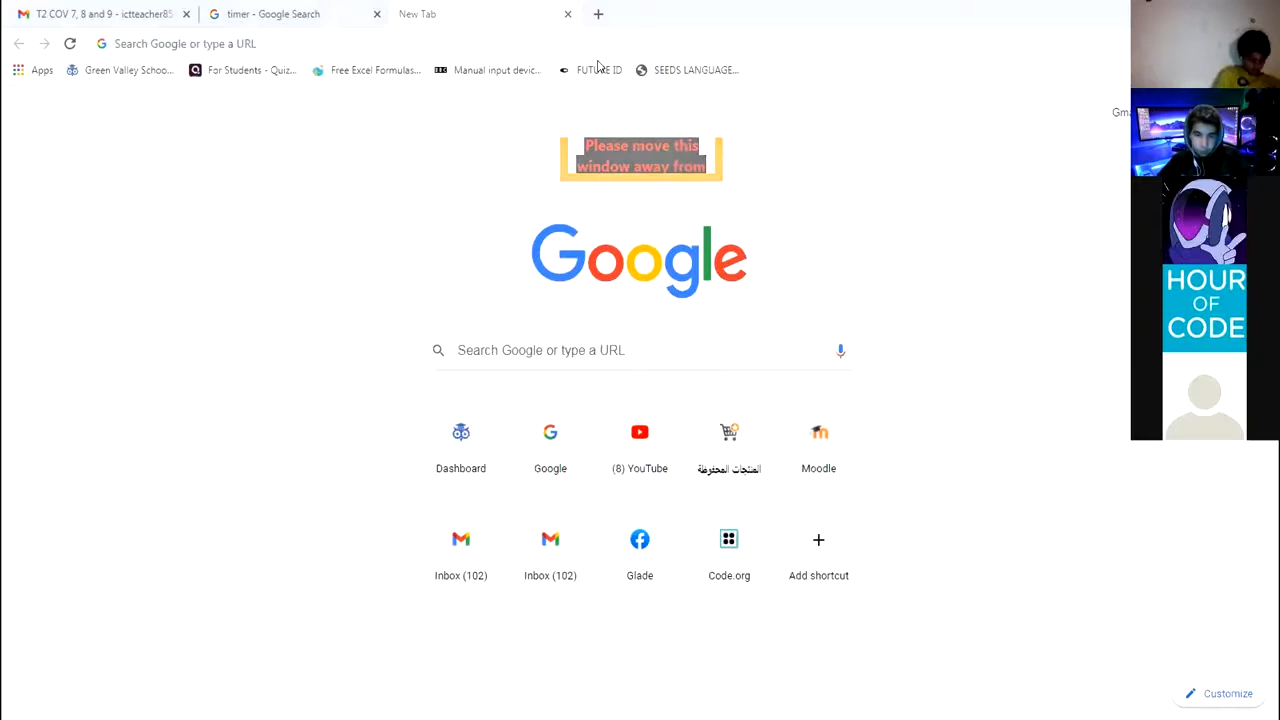 T2 COV 7, 8 and 9 - icteacher85
timer - Google Search
New Tab
Search Google or type a URL
Apps
Green Valley Schoo...
For Students - Quiz...
Free Excel Formulas...
Manual input devic...
FUTURE ID
SEEDS LANGUAGE...
Gma
Please move this
window away from
Google
Search Google or type a URL
Dashboard
Google
(8) YouTube
المنتجات المحفوظة
Moodle
Inbox (102)
Inbox (102)
Glade
Code.org
Add shortcut
Customize
HOUR
OF
CODE